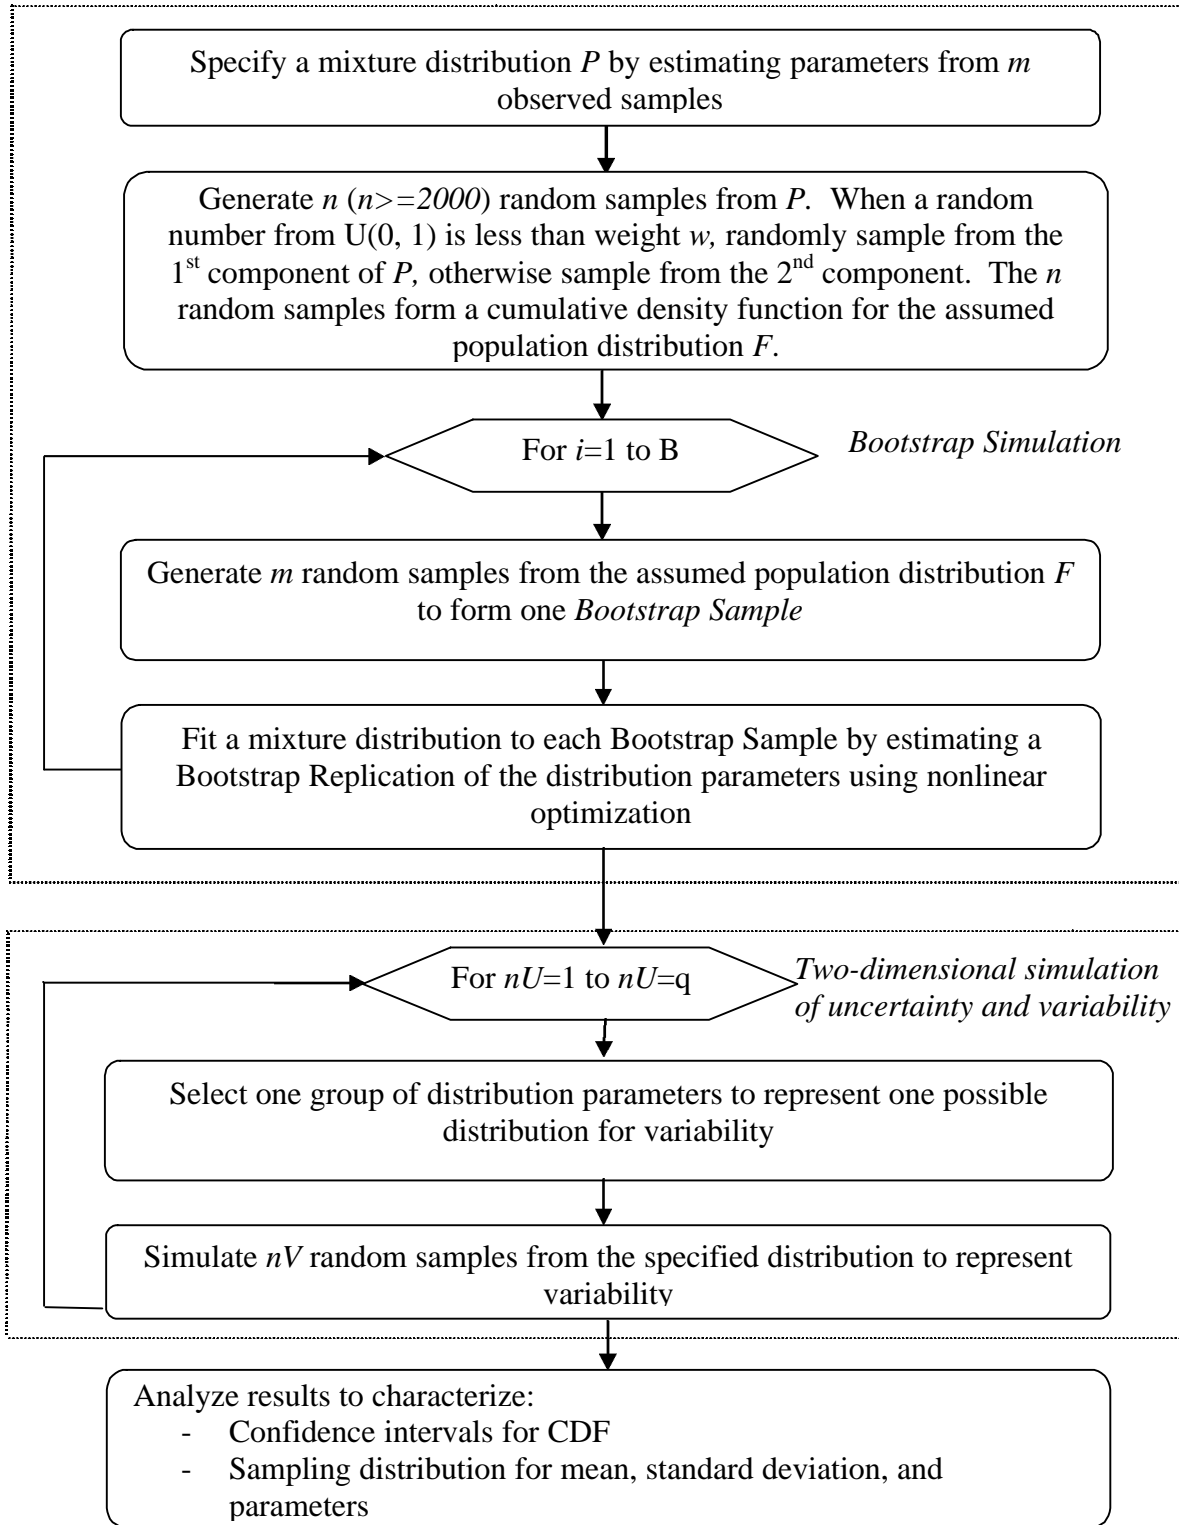 Specify a mixture distribution P by estimating parameters from m
observed samples
Generate n (n>=2000) random samples from P. When a random
number from U(0, 1) is less than weight w, randomly sample from the
1st component of P, otherwise sample from the 2nd component. The n
random samples form a cumulative density function for the assumed
population distribution F.
For i=1 to B
Bootstrap Simulation
Generate m random samples from the assumed population distribution F
to form one Bootstrap Sample
Fit a mixture distribution to each Bootstrap Sample by estimating a
Bootstrap Replication of the distribution parameters using nonlinear
optimization
For nU=1 to nU=q
Two-dimensional simulation
of uncertainty and variability
Select one group of distribution parameters to represent one possible
distribution for variability
Simulate nV random samples from the specified distribution to represent
variability
Analyze results to characterize:
- Confidence intervals for CDF
- Sampling distribution for mean, standard deviation, and
parameters